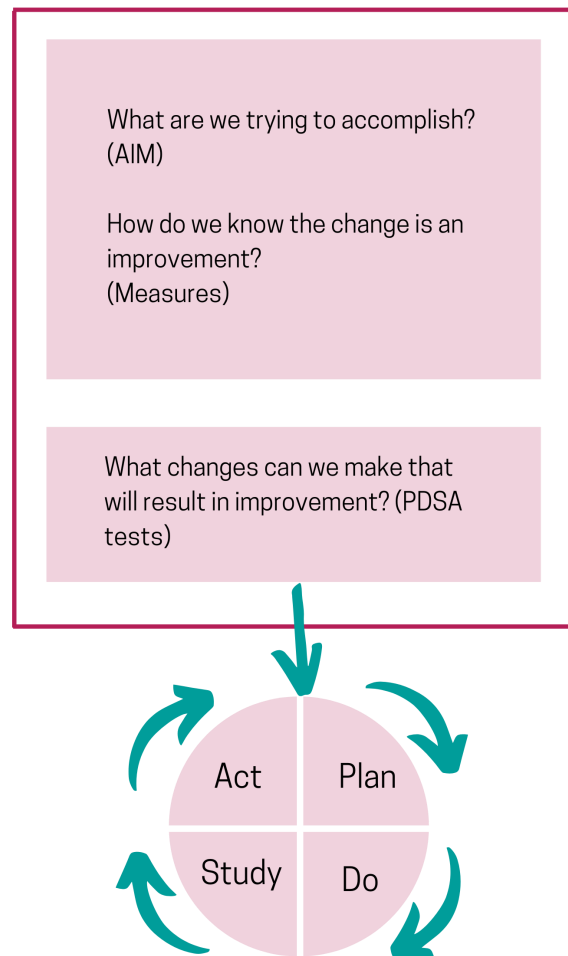 What are we trying to accomplish?
(AIM)
How do we know the change is an
improvement?
(Measures)
What changes can we make that
will result in improvement? (PDSA
tests)
Act
Plan
Study
Do